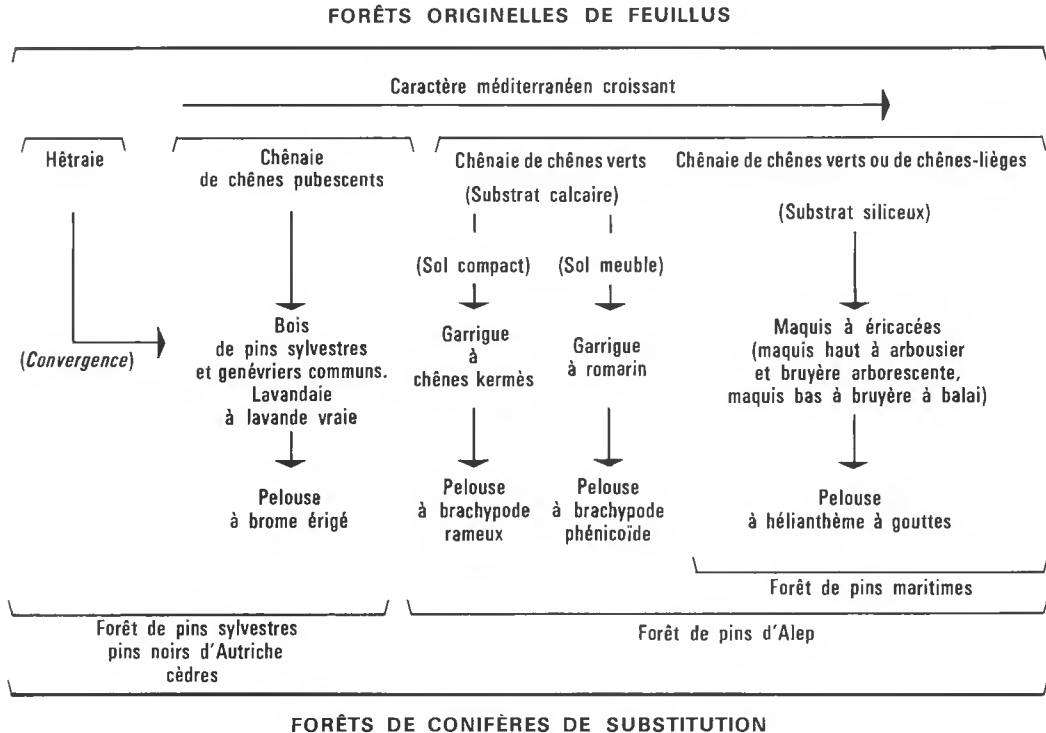 FORÊTS ORIGINELLES DE FEUILLUS
Caractère méditerranéen croissant
Hêtraie
Chênaie
de chênes pubescents
Chênaie de chênes verts
Chênaie de chênes verts ou de chênes-lièges
(Substrat calcaire)
(Substrat siliceux)
(Sol compact)
(Sol meuble)
(Convergence)
Bois
de pins sylvestres
et genévriers communs.
Lavandaie
à lavande vraie
Garrigue
à
chênes kermès
Garrigue
à romarin
Maquis à éricacées
(maquis haut à arbousier
et bruyère arborescente,
maquis bas à bruyère à balai)
Pelouse
à brome érigé
Pelouse
à brachypode
rameux
Pelouse
à brachypode
phénicoïde
Pelouse
à hélianthème à gouttes
Forêt de pins maritimes
Forêt de pins sylvestres
pins noirs d'Autriche
cèdres
Forêt de pins d'Alep
FORÊTS DE CONIFÈRES DE SUBSTITUTION